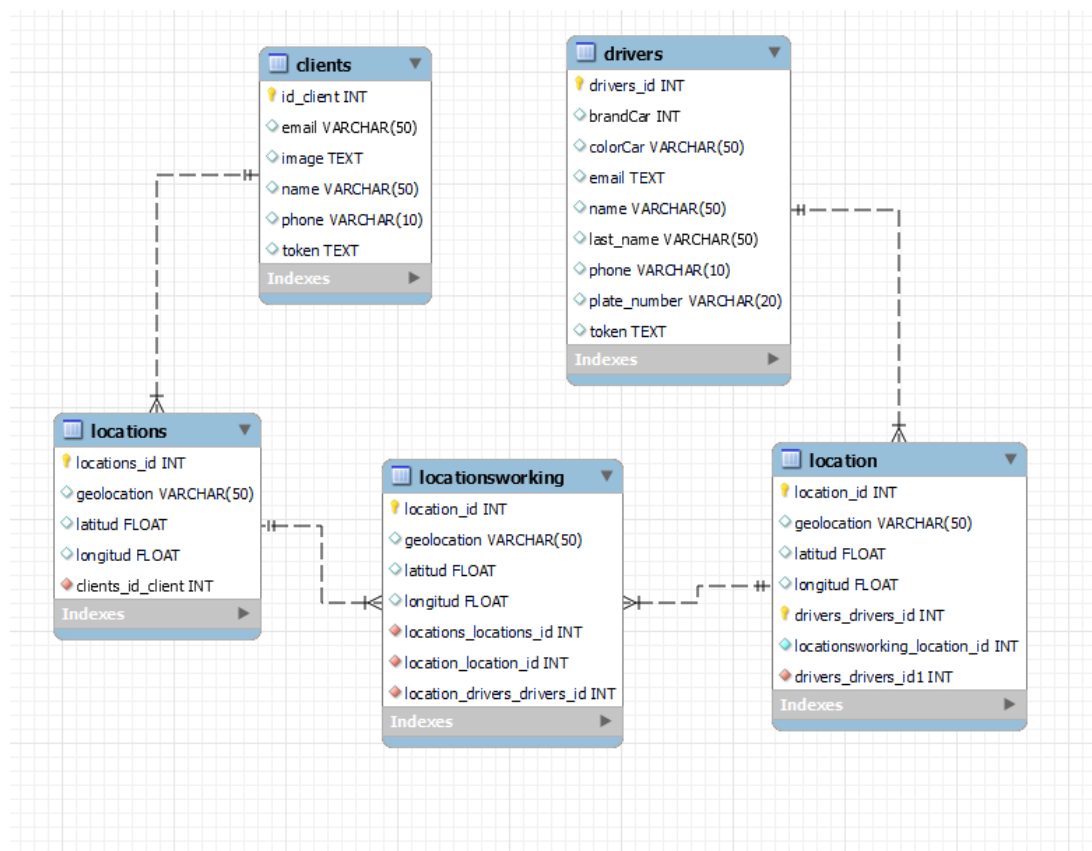 clients
id_client INT
email VARCHAR(50)
image TEXT
name VARCHAR(50)
phone VARCHAR(10)
token TEXT
Indexes
drivers
drivers_id INT
brandCar INT
colorCar VARCHAR(50)
email TEXT
name VARCHAR(50)
last_name VARCHAR(50)
phone VARCHAR(10)
plate_number VARCHAR(20)
token TEXT
Indexes
locations
locations_id INT
geolocation VARCHAR(50)
latitud FLOAT
longitud FLOAT
clients_id_client INT
Indexes
locationsworking
location_id INT
geolocation VARCHAR(50)
latitud FLOAT
longitud FLOAT
locations_locations_id INT
location_location_id INT
location_drivers_drivers_id INT
Indexes
location
location_id INT
geolocation VARCHAR(50)
latitud FLOAT
longitud FLOAT
drivers_drivers_id INT
locationsworking_location_id INT
drivers_drivers_id1 INT
Indexes